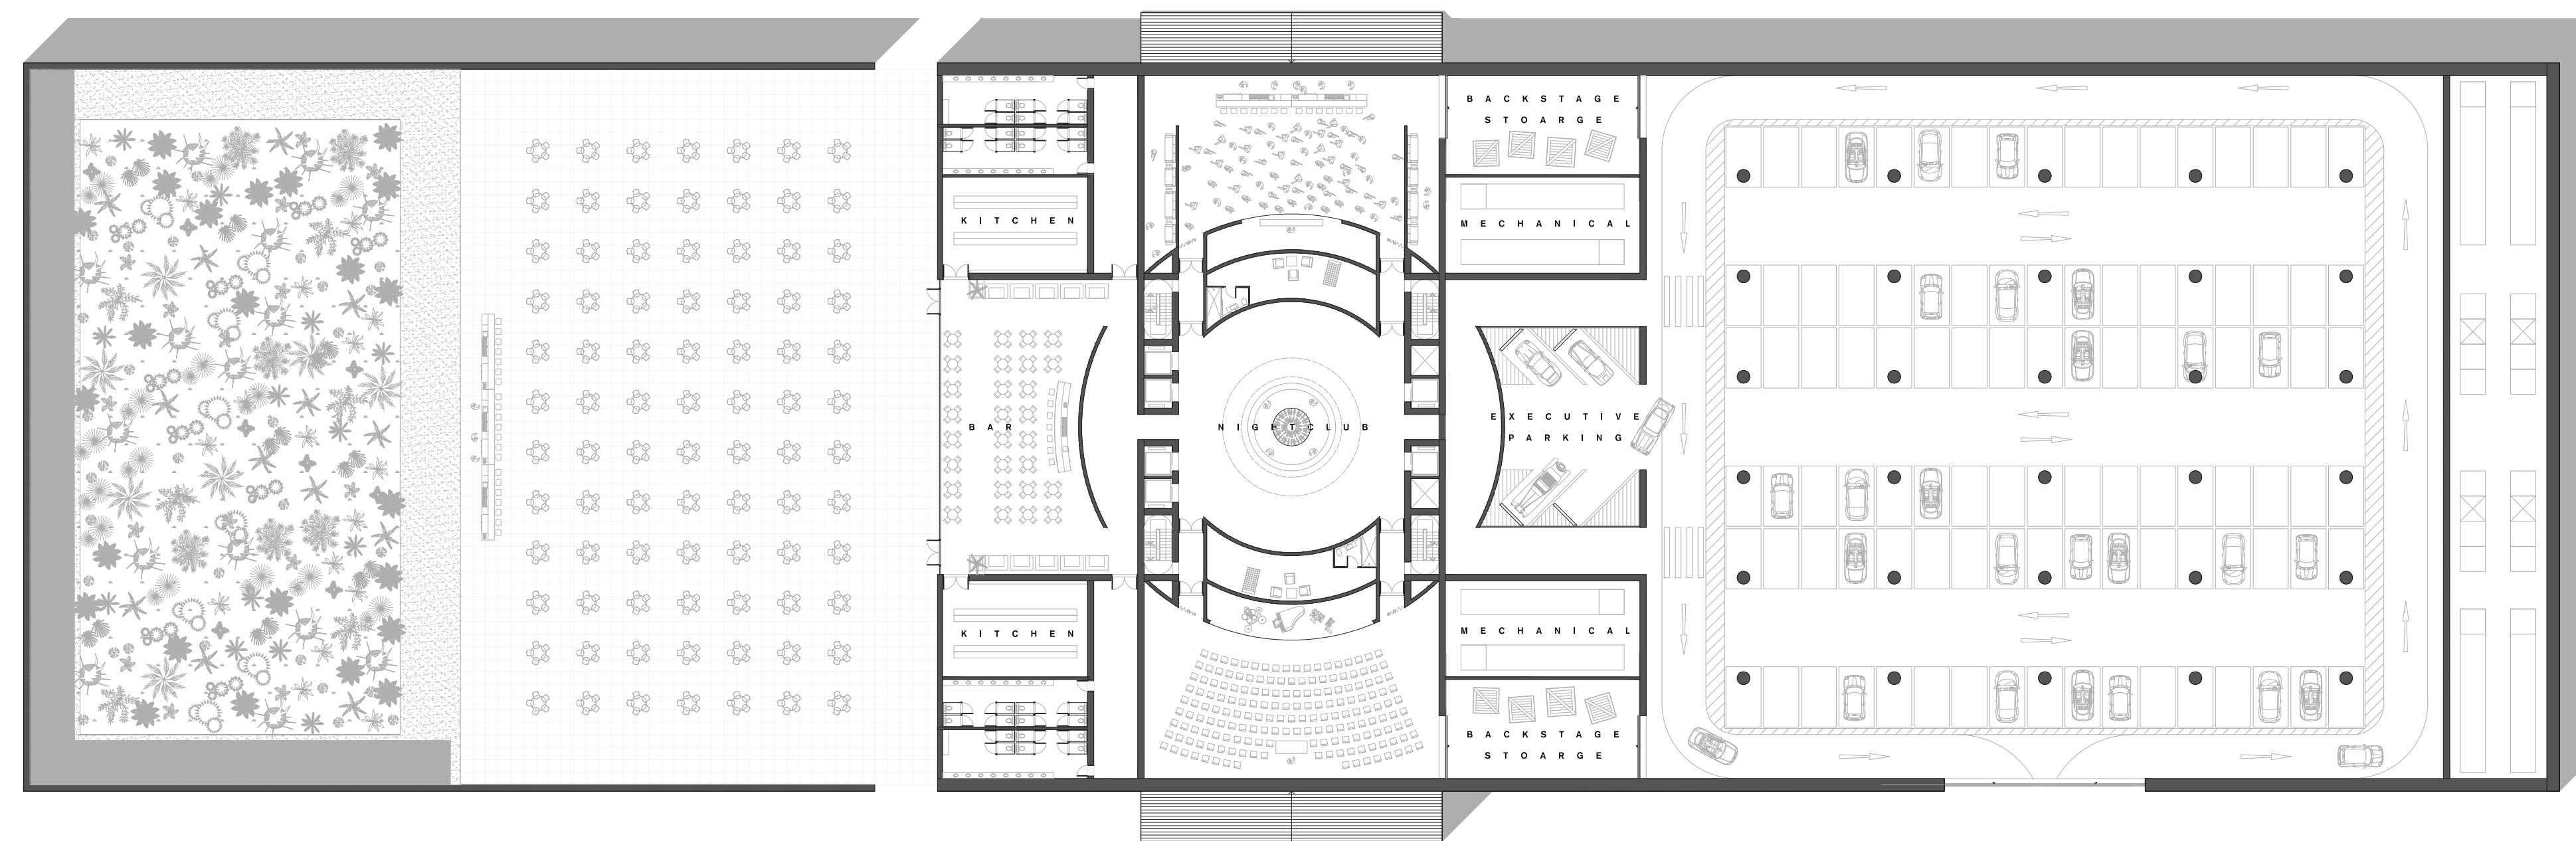 BACKSTAGE
STOARGE
KITCHEN
MECHANICAL
BAR
NIGHTCLUB
EXECUTIVE
PARKING
KITCHEN
MECHANICAL
BACKSTAGE
STOARGE